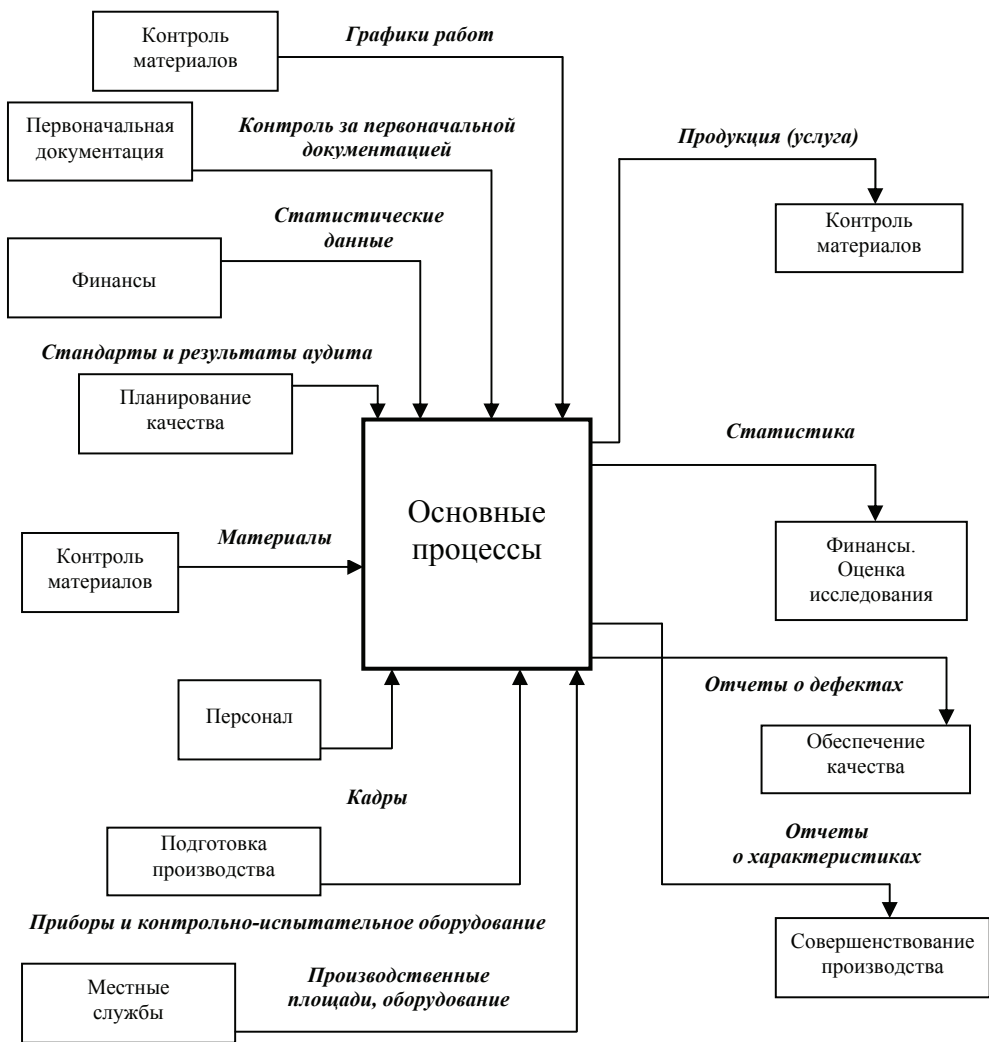 Контроль
материалов
Графики работ
Первоначальная
документация
Контроль за первоначальной
документацией
Продукция (услуга)
Контроль
материалов
Статистические
данные
Финансы
Стандарты и результаты аудита
Планирование
качества
Статистика
Основные
процессы
Материалы
Контроль
материалов
Финансы.
Оценка
исследования
Отчеты о дефектах
Персонал
Обеспечение
качества
Кадры
Отчеты
о характеристиках
Подготовка
производства
Приборы и контрольно-испытательное оборудование
Совершенствование
производства
Производственные
площади, оборудование
Местные
службы